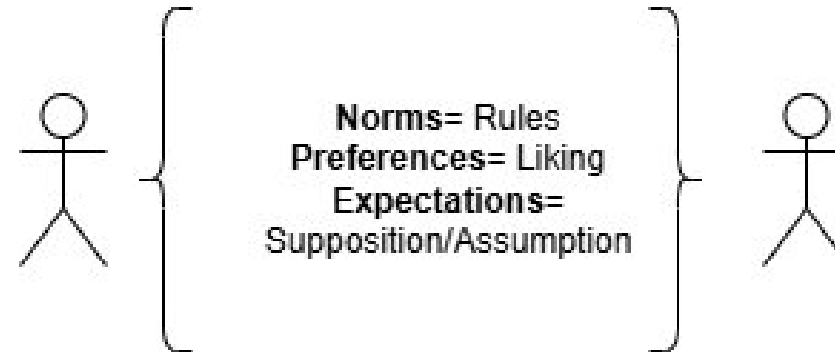 Norms= Rules
Preferences= Liking
Expectations=
Supposition/Assumption